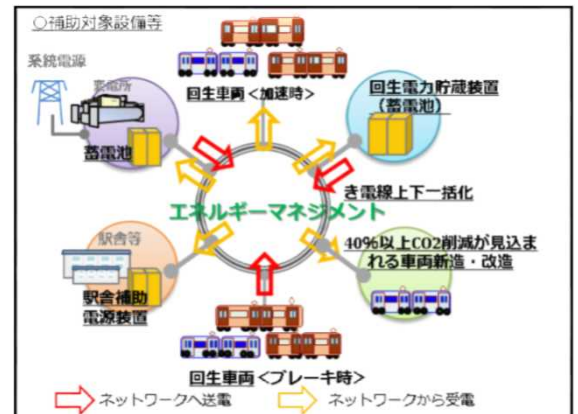 ○補助対象設備等
系統電源
変電所
蓄電池
回生車両<加速時>
回生電力貯蔵装置
（蓄電池）
き電線上下一括化
エネルギーマネジメント
駅舎等
駅舎補助
電源装置
40%以上CO2削減が見込ま
れる車両新造・改造
回生車両<ブレーキ時>
ネットワークへ送電
ネットワークから受電